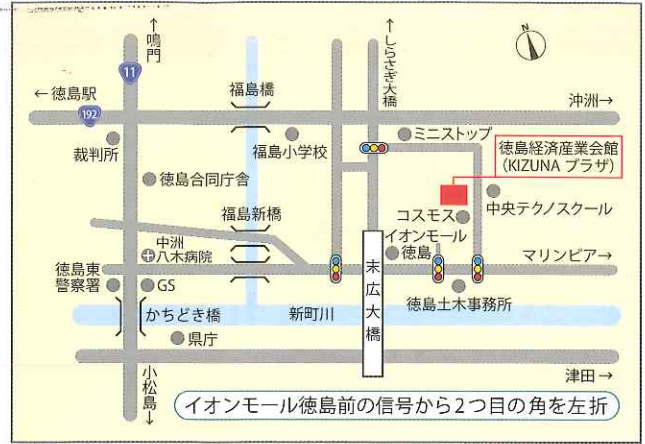 ↑鳴門
11
←徳島駅
192
福島橋
↑しらさぎ大橋
N
沖洲→
裁判所
福島小学校
ミニストップ
徳島経済産業会館
(KIZUNA プラザ)
徳島合同庁舎
福島新橋
コスモス
中央テクノスクール
中洲
八木病院
イオンモール
徳島
マリンピア→
徳島東
警察署
GS
末広大橋
徳島土木事務所
かちどき橋
新町川
県庁
小松島↓
津田→
イオンモール徳島前の信号から2つ目の角を左折